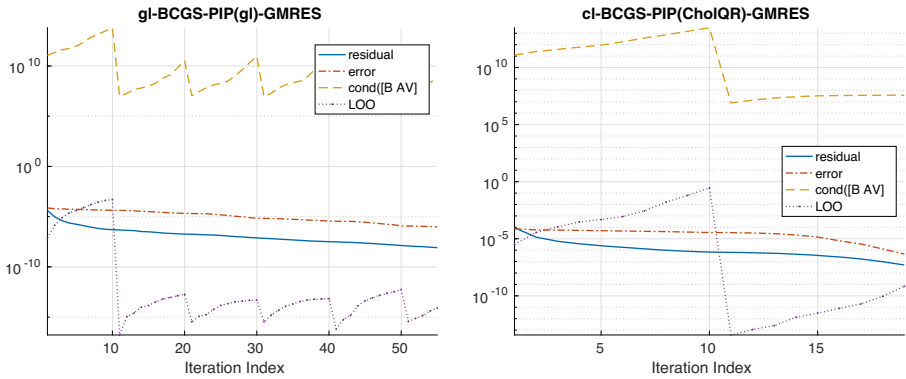 gl-BCGS-PIP(gl)-GMRES
10^10
10^0
10^-10
residual
error
cond([B AV]
LOO
10
20
30
40
50
Iteration Index
cl-BCGS-PIP(CholQR)-GMRES
10^10
10^5
10^0
10^-5
10^-10
residual
error
cond([B AV]
LOO
5
10
15
Iteration Index